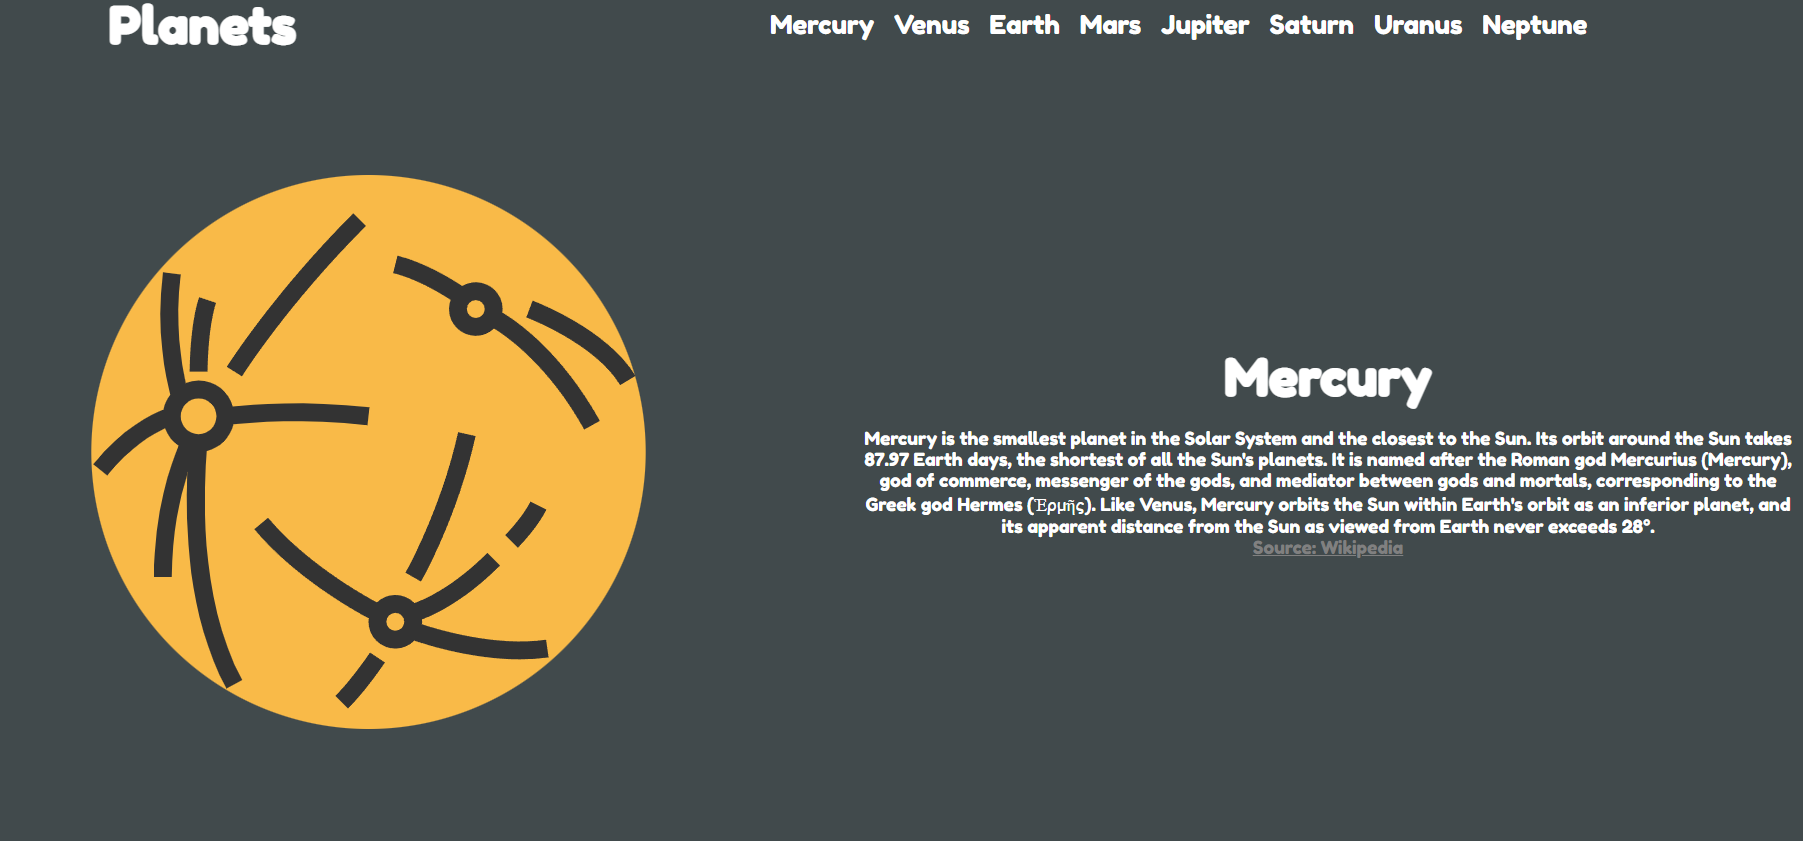 Planets
Mercury Venus Earth Mars Jupiter Saturn Uranus Neptune
Mercury
Mercury is the smallest planet in the Solar System and the closest to the Sun. Its orbit around the Sun takes
87.97 Earth days, the shortest of all the Sun's planets. It is named after the Roman god Mercurius (Mercury),
god of commerce, messenger of the gods, and mediator between gods and mortals, corresponding to the
Greek god Hermes (Ἑρμῆς). Like Venus, Mercury orbits the Sun within Earth's orbit as an inferior planet, and
its apparent distance from the Sun as viewed from Earth never exceeds 28°.
Source: Wikipedia